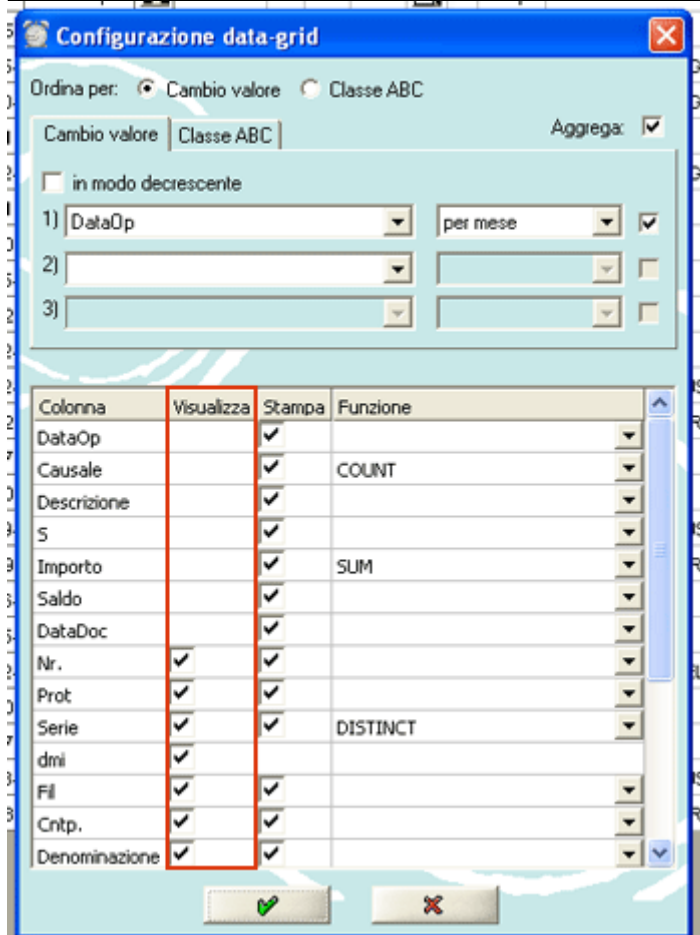 Configurazione data-grid
Ordina per: Cambio valore Classe ABC
Cambio valore Classe ABC Aggrega:
in modo decrescente
1) DataOp per mese
2)
3)
Colonna Visualizza Stampa Funzione
DataOp
Causale COUNT
Descrizione
S
Importo SUM
Saldo
DataDoc
Nr.
Prot
Serie DISTINCT
dmi
Fil
Cntp.
Denominazione